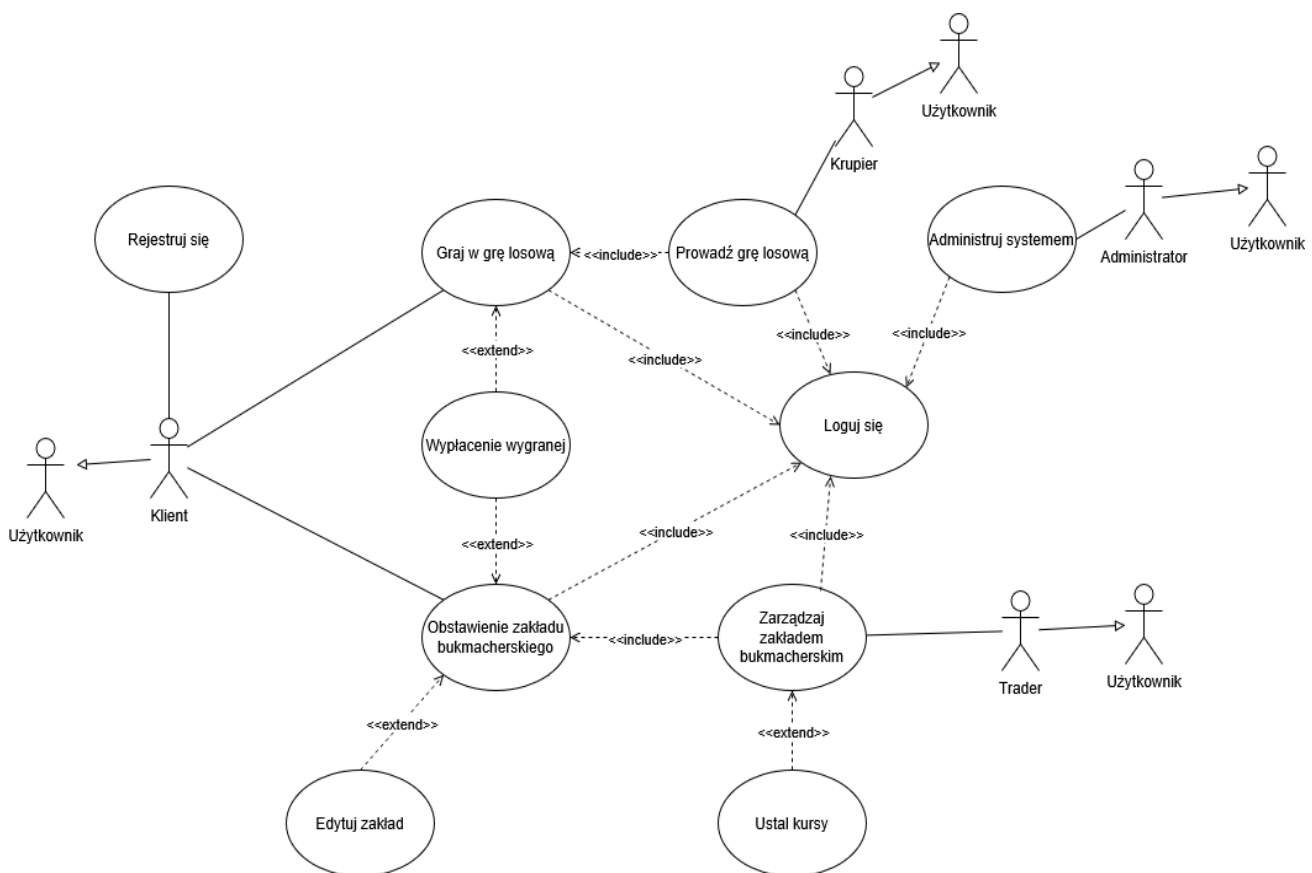 Użytkownik
Krupier
Użytkownik
Administrator
Rejestruj się
Graj w grę losową
<<include>>
Prowadź grę losową
Administruj systemem
<<include>>
<<include>>
<<extend>>
<<include>>
Loguj się
Wypłacenie wygranej
Klient
Użytkownik
<<include>>
<<include>>
<<extend>>
Obstawienie zakładu
bukmacherskiego
<<include>>
Zarządzaj
zakładem
bukmacherskim
Trader
Użytkownik
<<extend>>
<<extend>>
Edytuj zakład
Ustal kursy